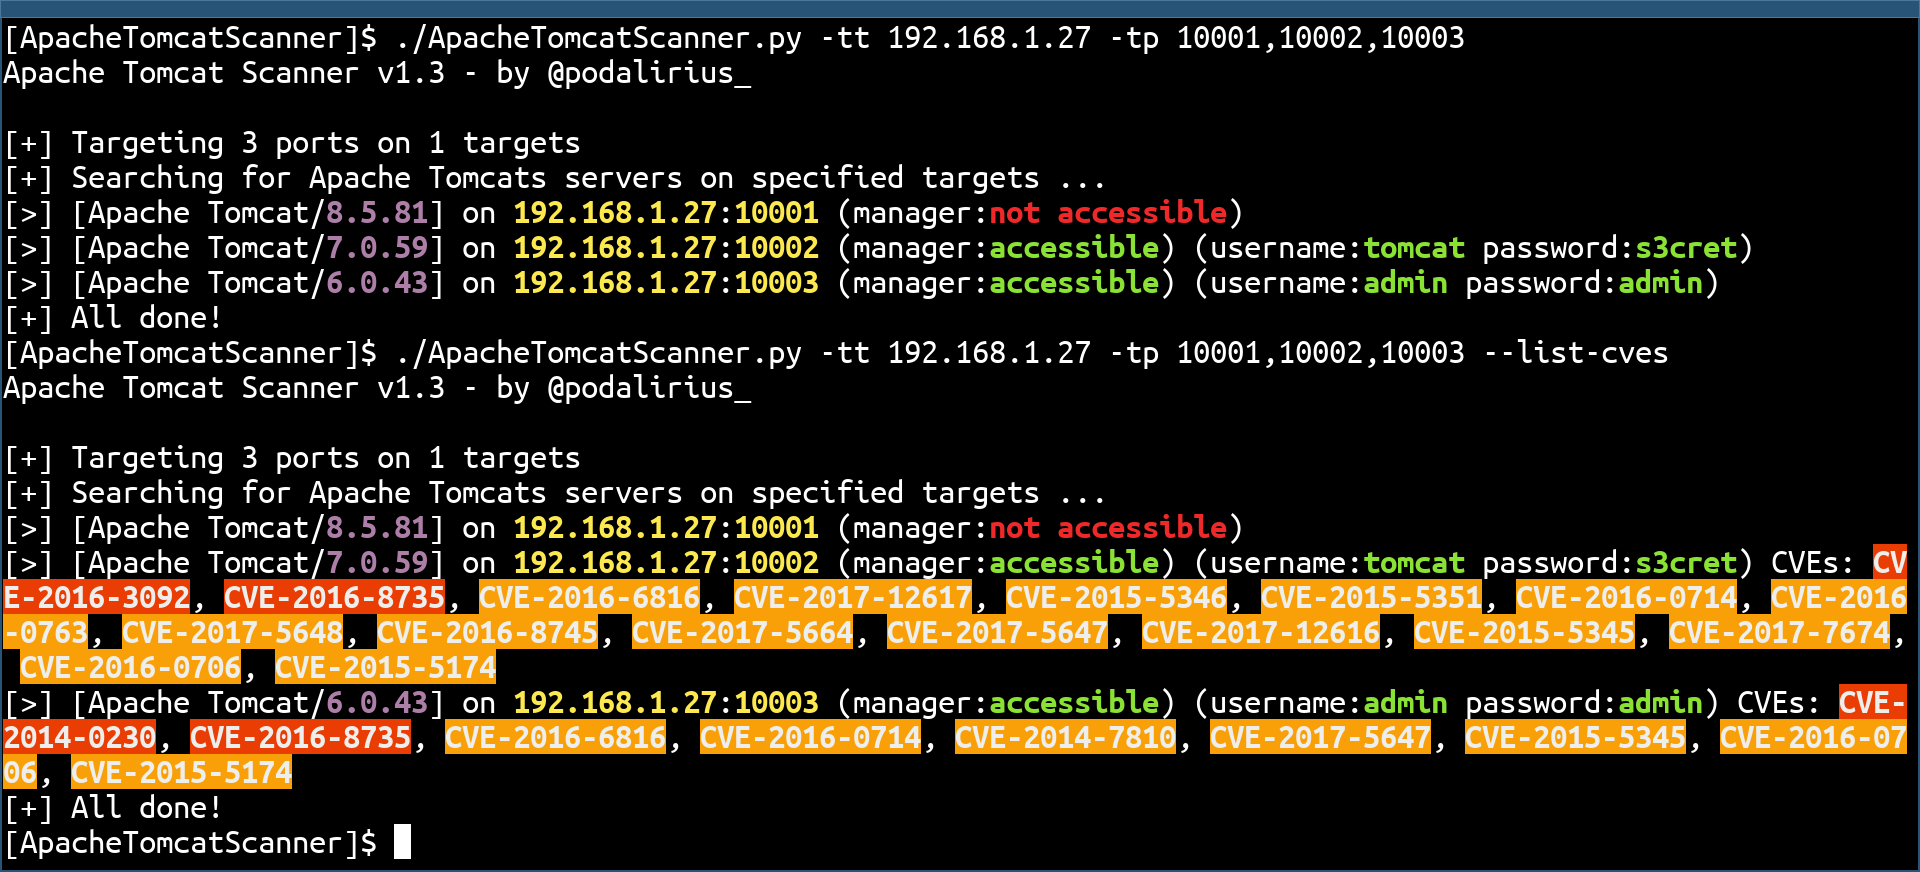 [ApacheTomcatScanner]$ ./ApacheTomcatScanner.py -tt 192.168.1.27 -tp 10001,10002,10003
Apache Tomcat Scanner v1.3 - by @podalirius_
[+] Targeting 3 ports on 1 targets
[+] Searching for Apache Tomcats servers on specified targets ...
[>] [Apache Tomcat/8.5.81] on 192.168.1.27:10001 (manager:not accessible)
[>] [Apache Tomcat/7.0.59] on 192.168.1.27:10002 (manager:accessible) (username:tomcat password:s3cret)
[>] [Apache Tomcat/6.0.43] on 192.168.1.27:10003 (manager:accessible) (username:admin password:admin)
[+] All done!
[ApacheTomcatScanner]$ ./ApacheTomcatScanner.py -tt 192.168.1.27 -tp 10001,10002,10003 --list-cves
Apache Tomcat Scanner v1.3 - by @podalirius_
[+] Targeting 3 ports on 1 targets
[+] Searching for Apache Tomcats servers on specified targets ...
[>] [Apache Tomcat/8.5.81] on 192.168.1.27:10001 (manager:not accessible)
[>] [Apache Tomcat/7.0.59] on 192.168.1.27:10002 (manager:accessible) (username:tomcat password:s3cret) CVEs: CV
E-2016-3092, CVE-2016-8735, CVE-2016-6816, CVE-2017-12617, CVE-2015-5346, CVE-2015-5351, CVE-2016-0714, CVE-2016
-0763, CVE-2017-5648, CVE-2016-8745, CVE-2017-5664, CVE-2017-5647, CVE-2017-12616, CVE-2015-5345, CVE-2017-7674,
CVE-2016-0706, CVE-2015-5174
[>] [Apache Tomcat/6.0.43] on 192.168.1.27:10003 (manager:accessible) (username:admin password:admin) CVEs: CVE-
2014-0230, CVE-2016-8735, CVE-2016-6816, CVE-2016-0714, CVE-2014-7810, CVE-2017-5647, CVE-2015-5345, CVE-2016-07
06, CVE-2015-5174
[+] All done!
[ApacheTomcatScanner]$